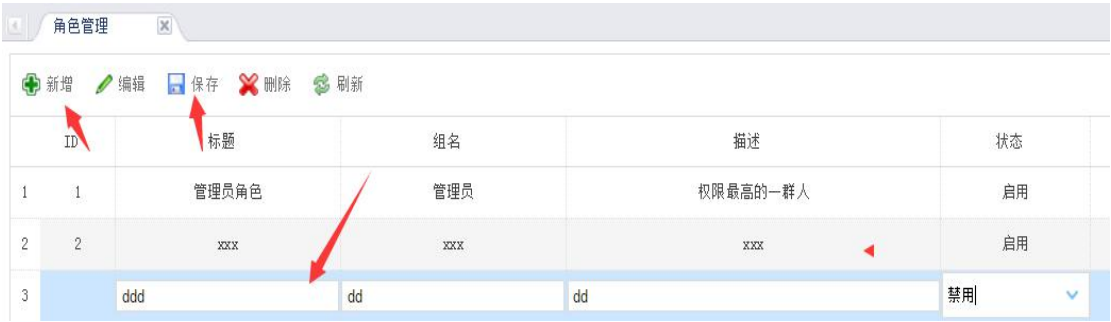 角色管理
新增 编辑 保存 删除 刷新
ID 标题 组名 描述 状态
1 1 管理员角色 管理员 权限最高的一群人 启用
2 2 xxx xxx xxx 启用
3 ddd dd dd 禁用